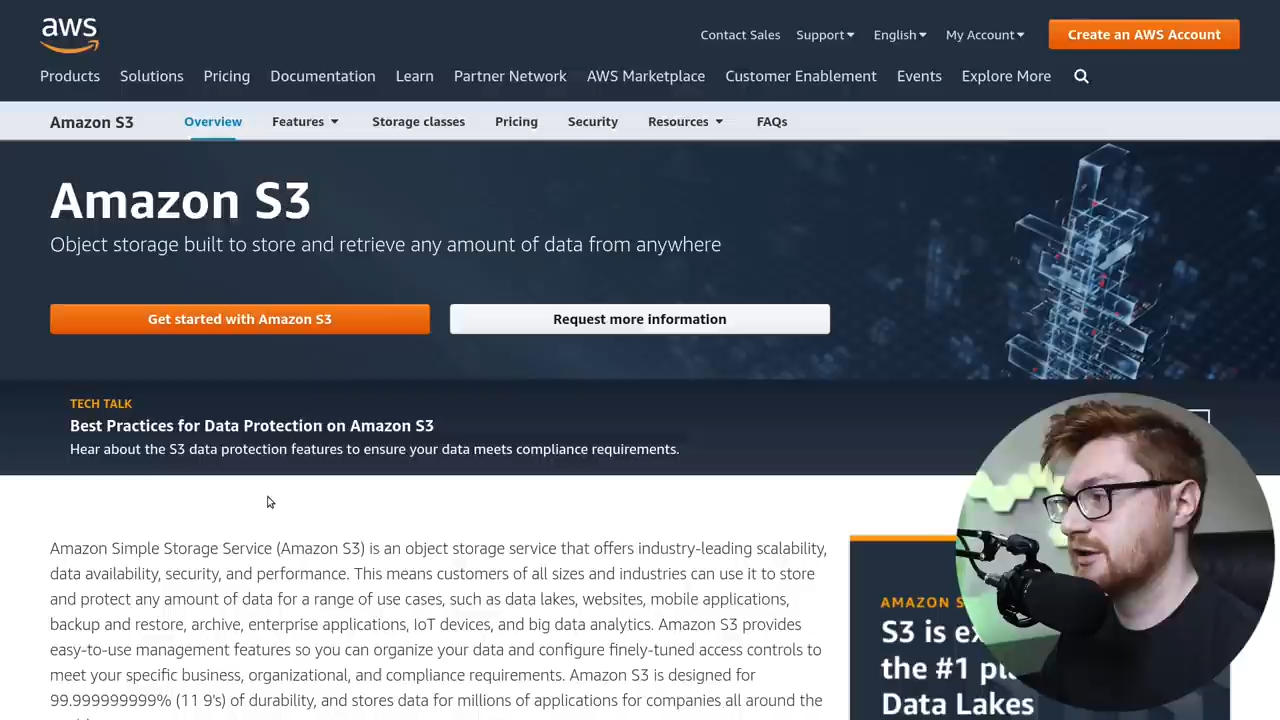 aws
Contact Sales Support English My Account Create an AWS Account
Products Solutions Pricing Documentation Learn Partner Network AWS Marketplace Customer Enablement Events Explore More
Amazon S3 Overview Features Storage classes Pricing Security Resources FAQs
Amazon S3
Object storage built to store and retrieve any amount of data from anywhere
Get started with Amazon S3 Request more information
TECH TALK
Best Practices for Data Protection on Amazon S3
Hear about the S3 data protection features to ensure your data meets compliance requirements.
Amazon Simple Storage Service (Amazon S3) is an object storage service that offers industry-leading scalability,
data availability, security, and performance. This means customers of all sizes and industries can use it to store
and protect any amount of data for a range of use cases, such as data lakes, websites, mobile applications,
backup and restore, archive, enterprise applications, IoT devices, and big data analytics. Amazon S3 provides
easy-to-use management features so you can organize your data and configure finely-tuned access controls to
meet your specific business, organizational, and compliance requirements. Amazon S3 is designed for
99.999999999% (11 9's) of durability, and stores data for millions of applications for companies all around the
AMAZON
S3 is
the #1
Data Lakes